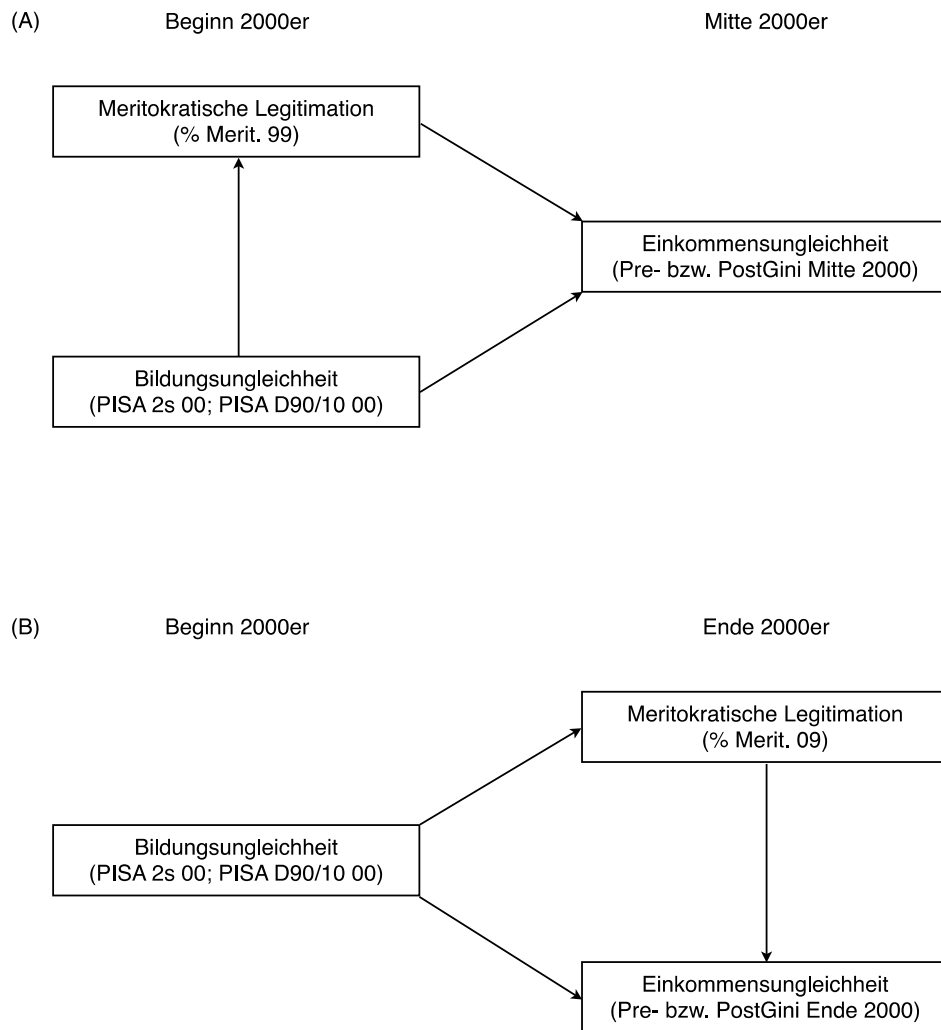 (A) Beginn 2000er Mitte 2000er
Meritokratische Legitimation
(% Merit. 99)
Einkommensungleichheit
(Pre- bzw. PostGini Mitte 2000)
Bildungsungleichheit
(PISA 2s 00; PISA D90/10 00)
(B) Beginn 2000er Ende 2000er
Meritokratische Legitimation
(% Merit. 09)
Bildungsungleichheit
(PISA 2s 00; PISA D90/10 00)
Einkommensungleichheit
(Pre- bzw. PostGini Ende 2000)